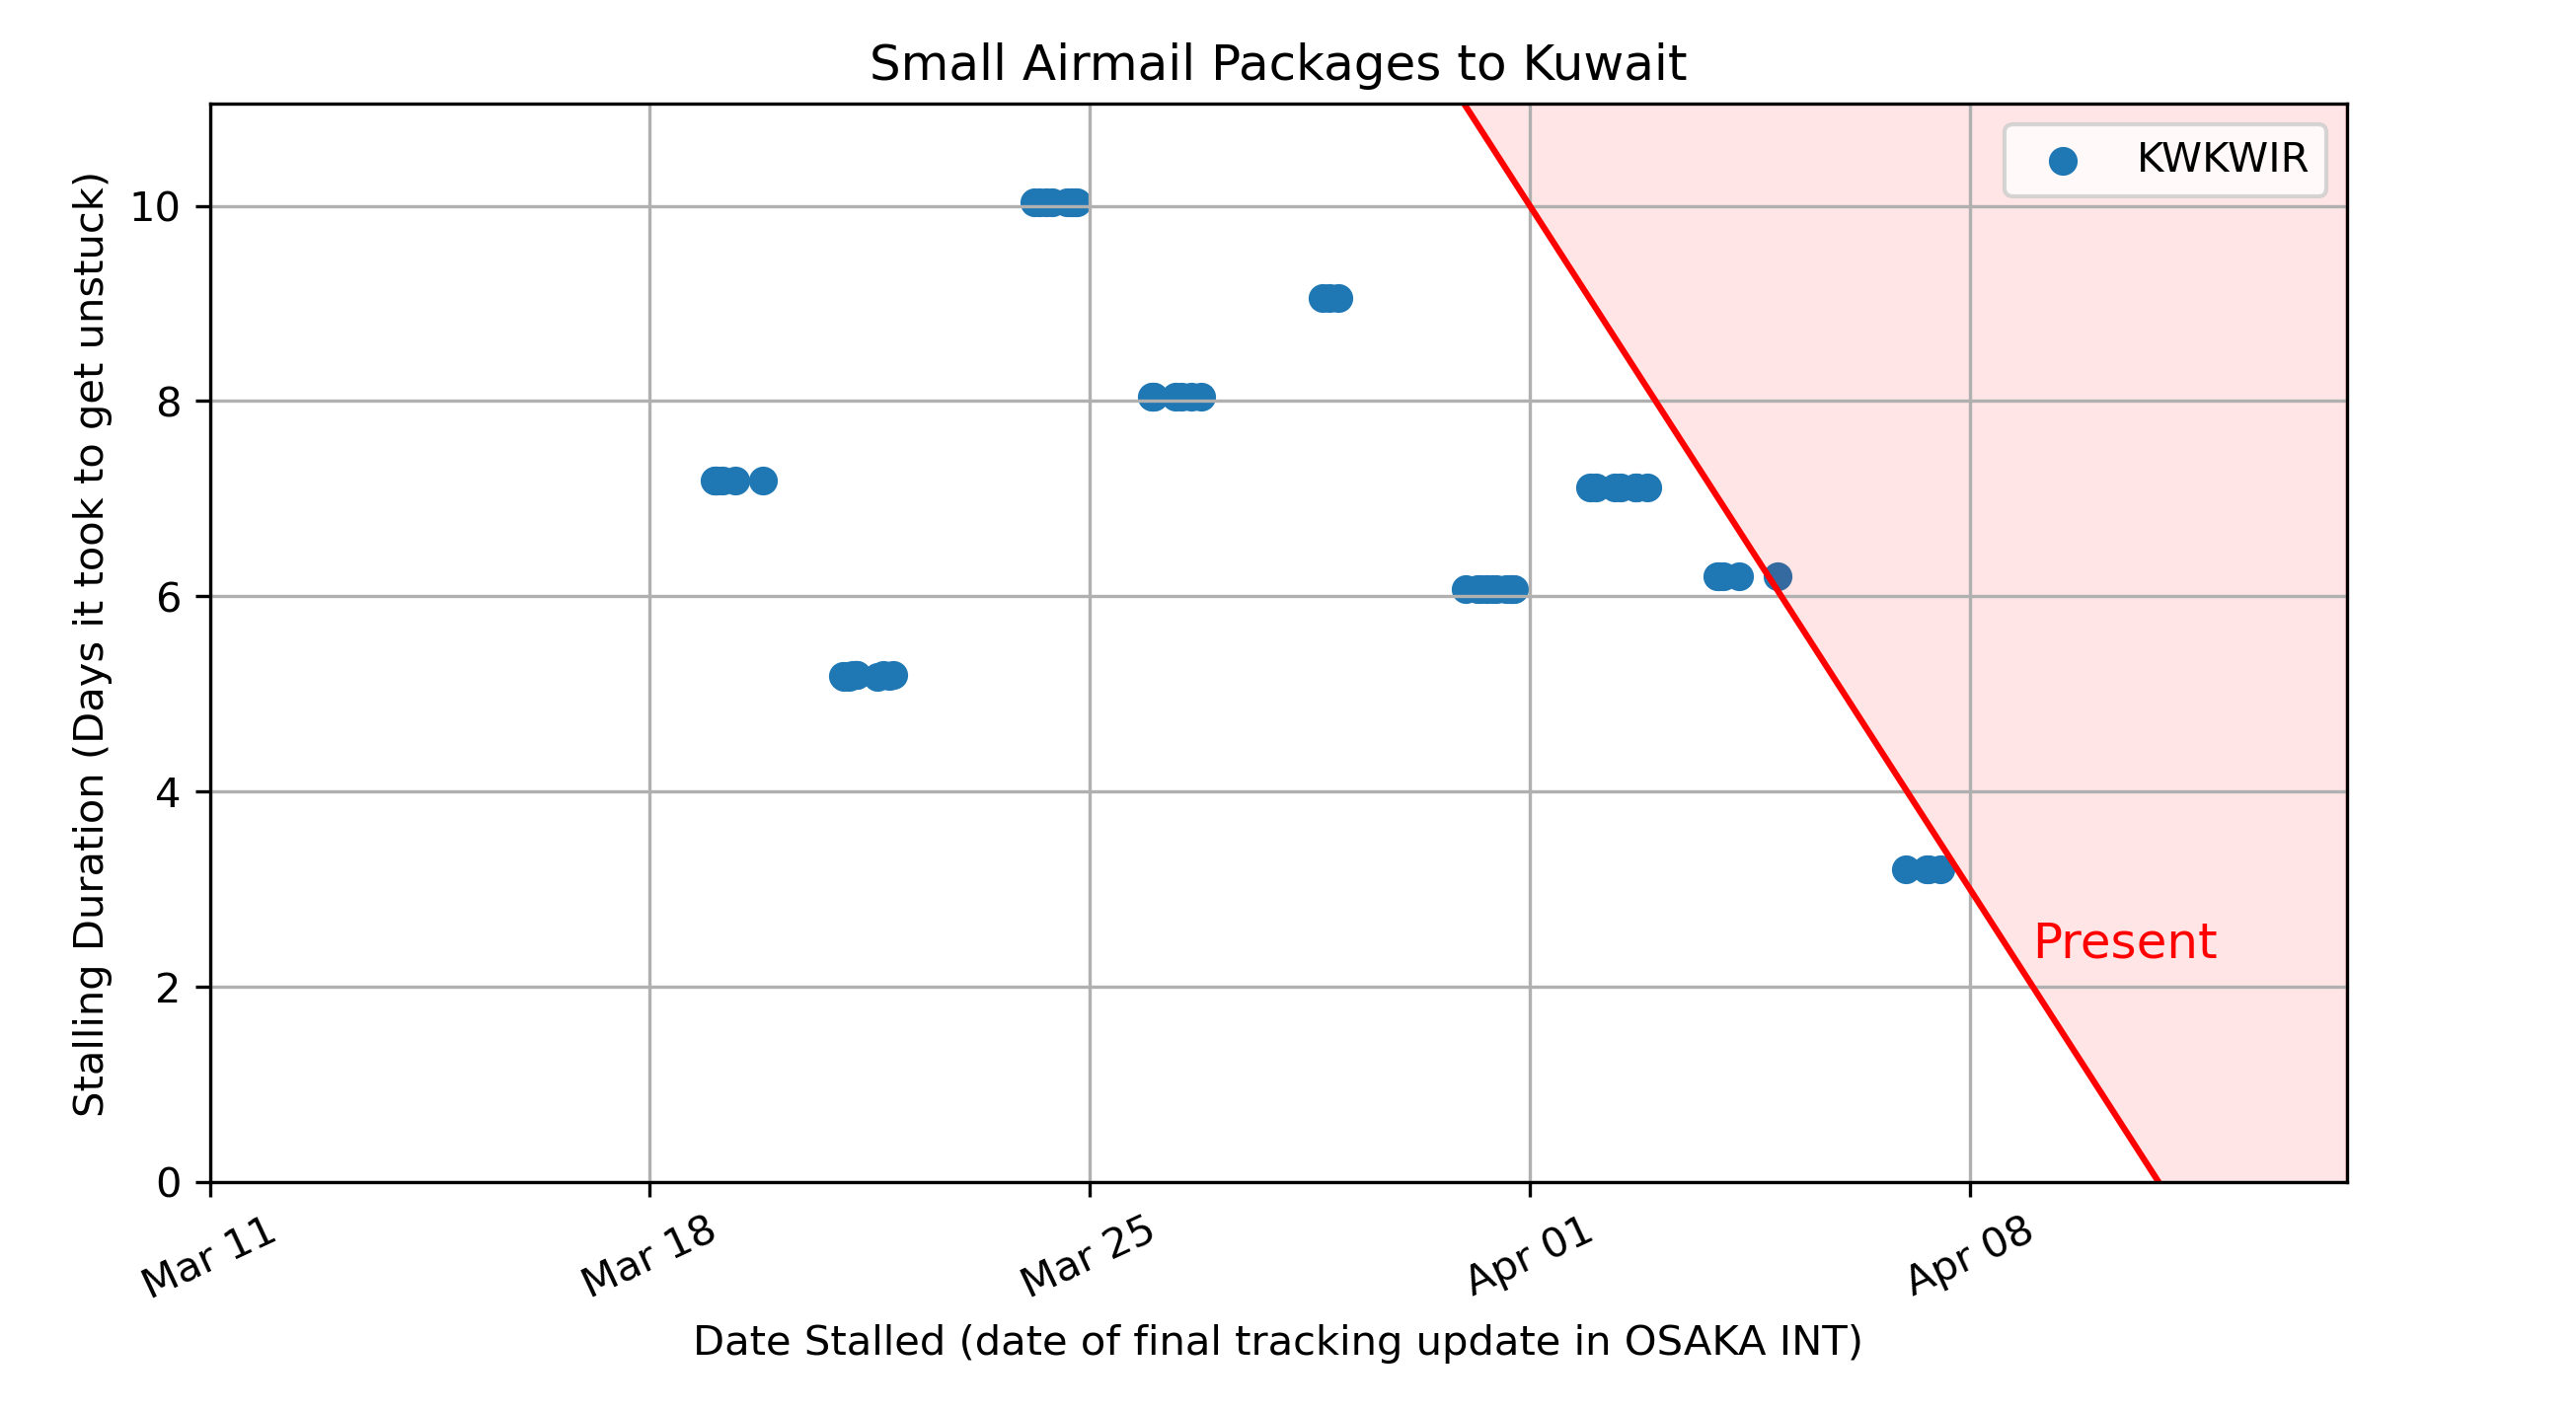 Small Airmail Packages to Kuwait
KWKWIR
Stalling Duration (Days it took to get unstuck)
10
8
6
4
2
0
Present
Mar 11
Mar 18
Mar 25
Apr 01
Apr 08
Date Stalled (date of final tracking update in OSAKA INT)